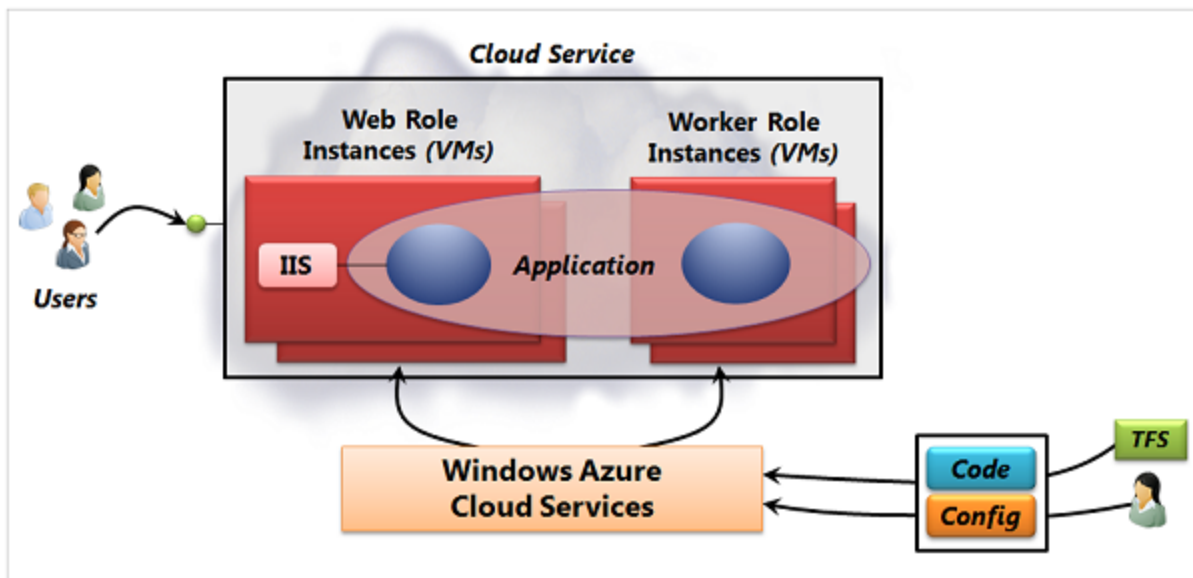 Cloud Service
Web Role
Instances (VMs)
Worker Role
Instances (VMs)
IIS
Application
Users
Windows Azure
Cloud Services
Code
Config
TFS